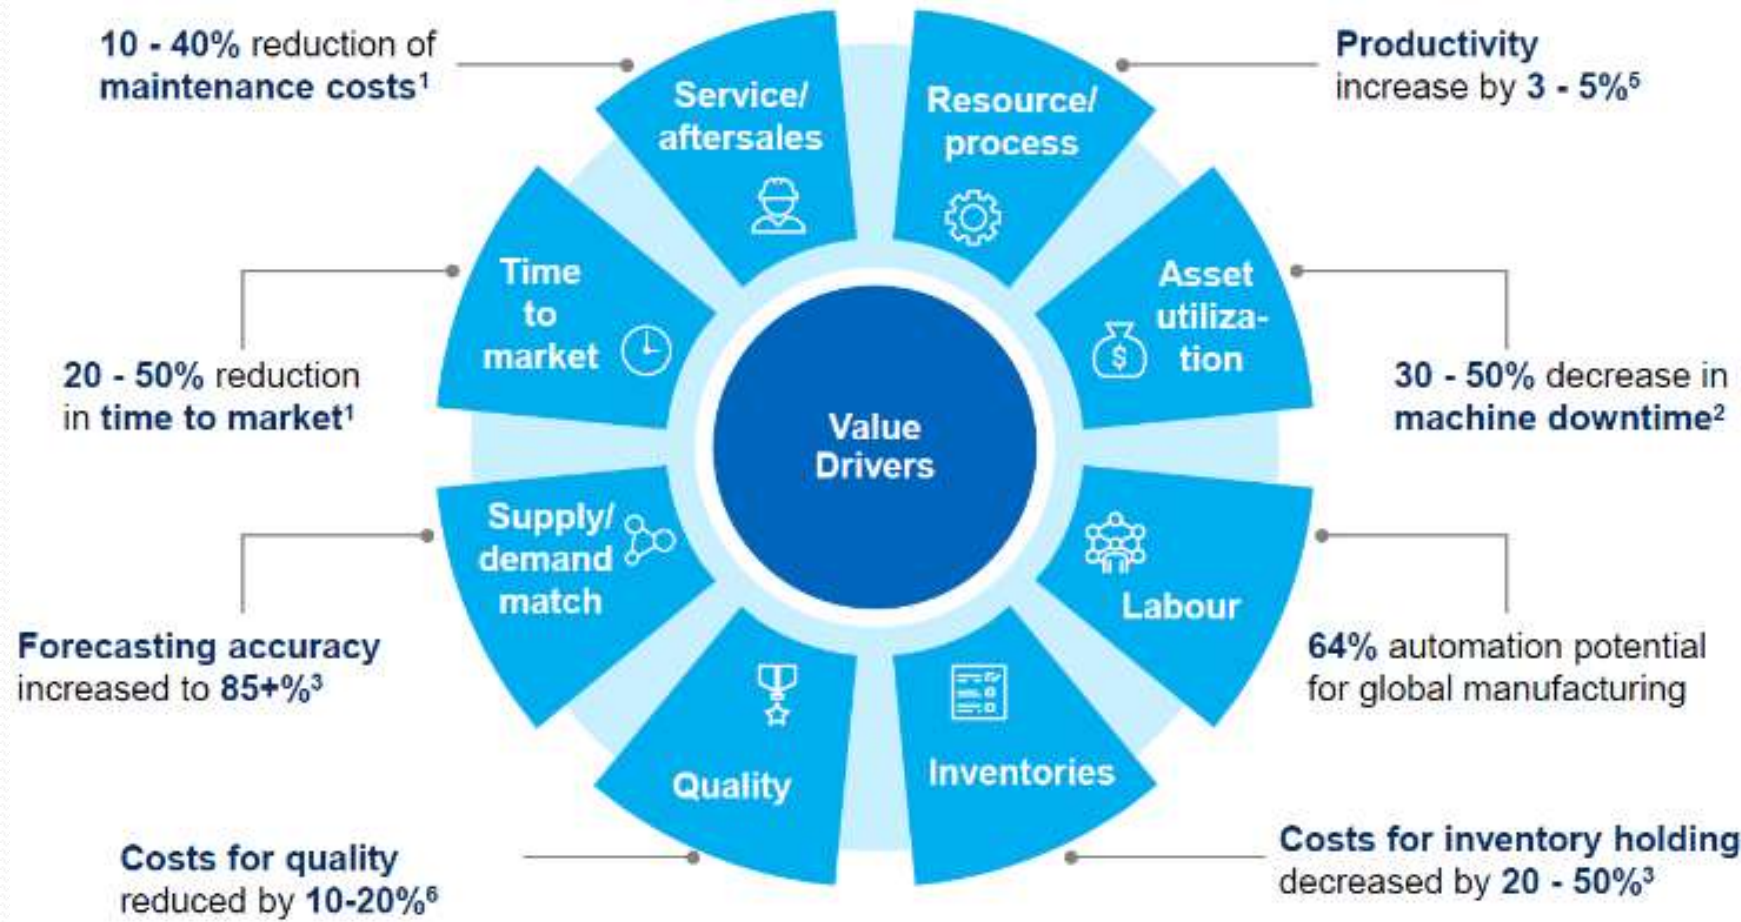 10 - 40% reduction of
maintenance costs¹
Service/
aftersales
Resource/
process
Productivity
increase by 3 - 5%⁵
Time
to
market
Asset
utiliza-
tion
20 - 50% reduction
in time to market¹
Value
Drivers
30 - 50% decrease in
machine downtime²
Supply/
demand
match
Labour
Forecasting accuracy
increased to 85+%³
64% automation potential
for global manufacturing
Quality
Inventories
Costs for quality
reduced by 10-20%⁶
Costs for inventory holding
decreased by 20 - 50%³